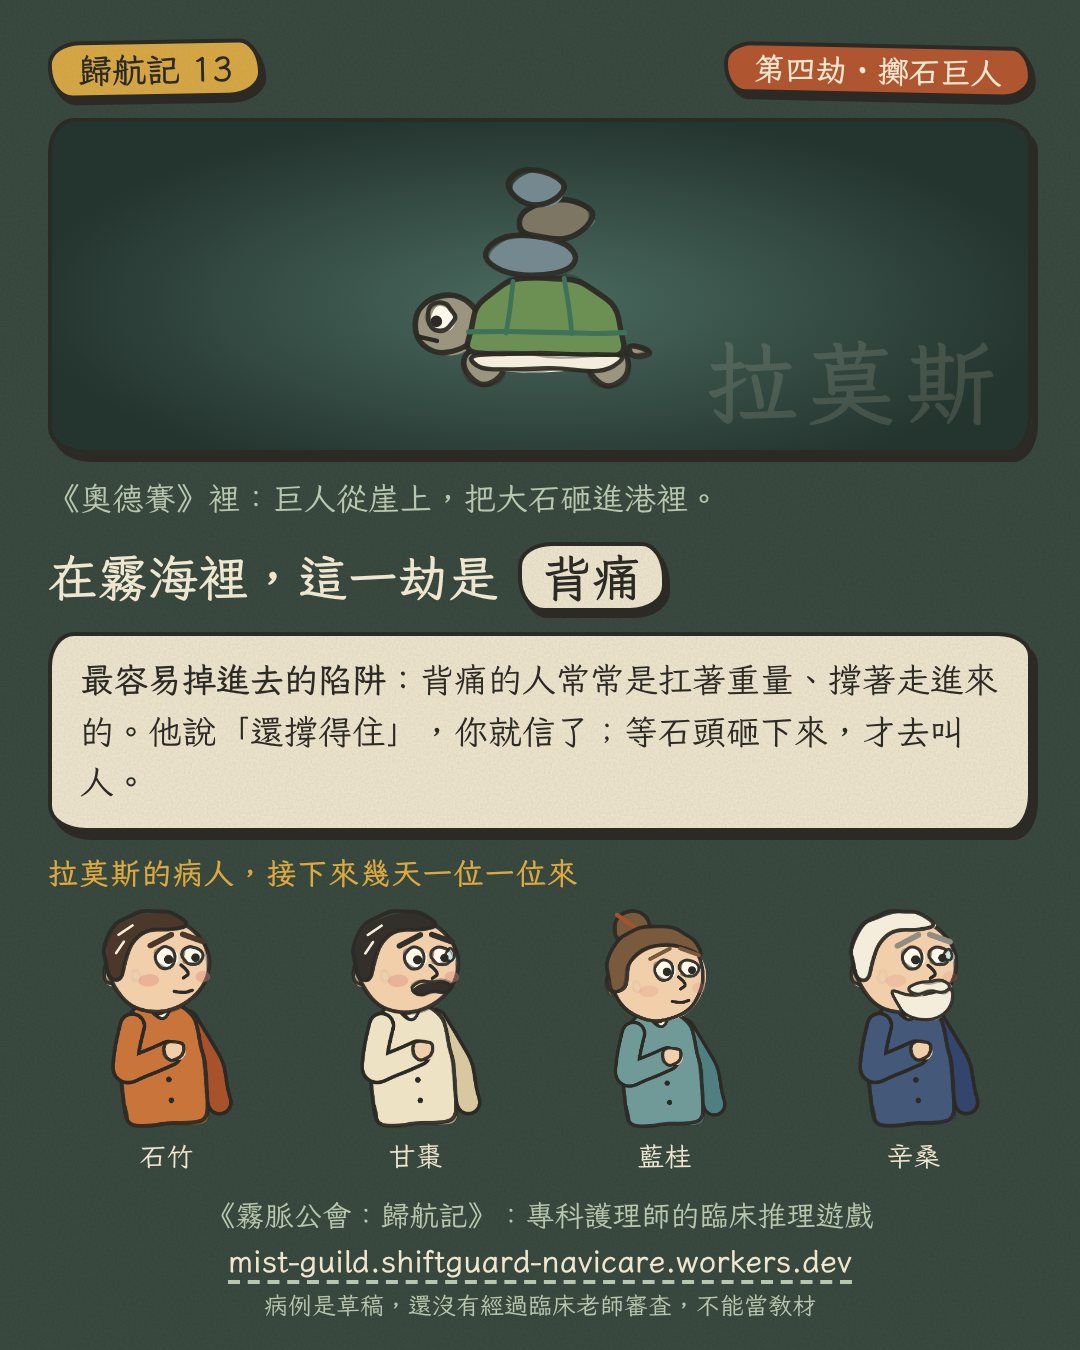 歸航記 13
第四劫・擲石巨人
拉莫斯
《奧德賽》裡：巨人從崖上，把大石砸進港裡。
在霧海裡，這一劫是 背痛
最容易掉進去的陷阱：背痛的人常常是扛著重量、撐著走進來
的。他說「還撐得住」，你就信了；等石頭砸下來，才去叫
人。
拉莫斯的病人，接下來幾天一位一位來
石竹
甘棗
藍桂
辛桑
《霧脈公會：歸航記》：專科護理師的臨床推理遊戲
mist-guild.shiftguard-navicare.workers.dev
病例是草稿，還沒有經過臨床老師審查，不能當教材